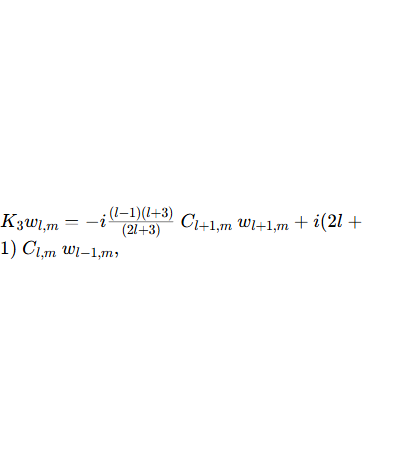 $K_3 w_{l,m} = -i \frac{(l-1)(l+3)}{(2l+3)} \; C_{l+1,m} \; w_{l+1,m} + i(2l +$
$1) \; C_{l,m} \; w_{l-1,m},$